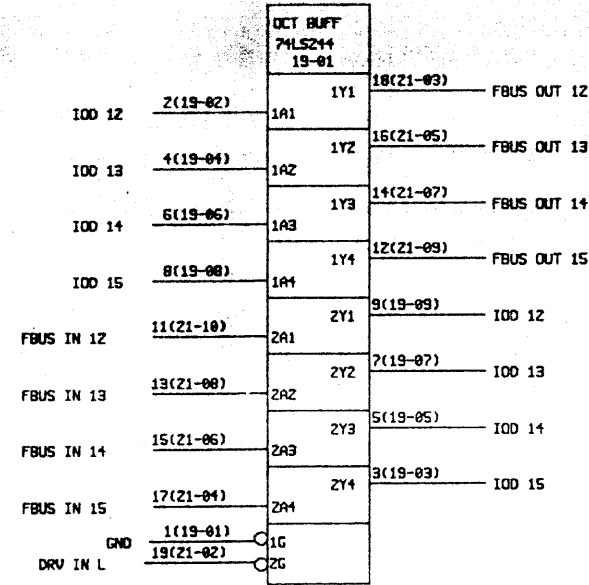 OCT BUFF
74LS244
19-01
1Y1 18(21-03) FBUS OUT 12
IOD 12 2(19-02) 1A1
1Y2 16(21-05) FBUS OUT 13
IOD 13 4(19-04) 1A2
1Y3 14(21-07) FBUS OUT 14
IOD 14 6(19-06) 1A3
1Y4 12(21-09) FBUS OUT 15
IOD 15 8(19-08) 1A4
2Y1 9(19-09) IOD 12
FBUS IN 12 11(21-10) 2A1
2Y2 7(19-07) IOD 13
FBUS IN 13 13(21-08) 2A2
2Y3 5(19-05) IOD 14
FBUS IN 14 15(21-06) 2A3
2Y4 3(19-03) IOD 15
FBUS IN 15 17(21-04) 2A4
GND 1(19-01) 1G
DRV IN L 19(21-02) 2G